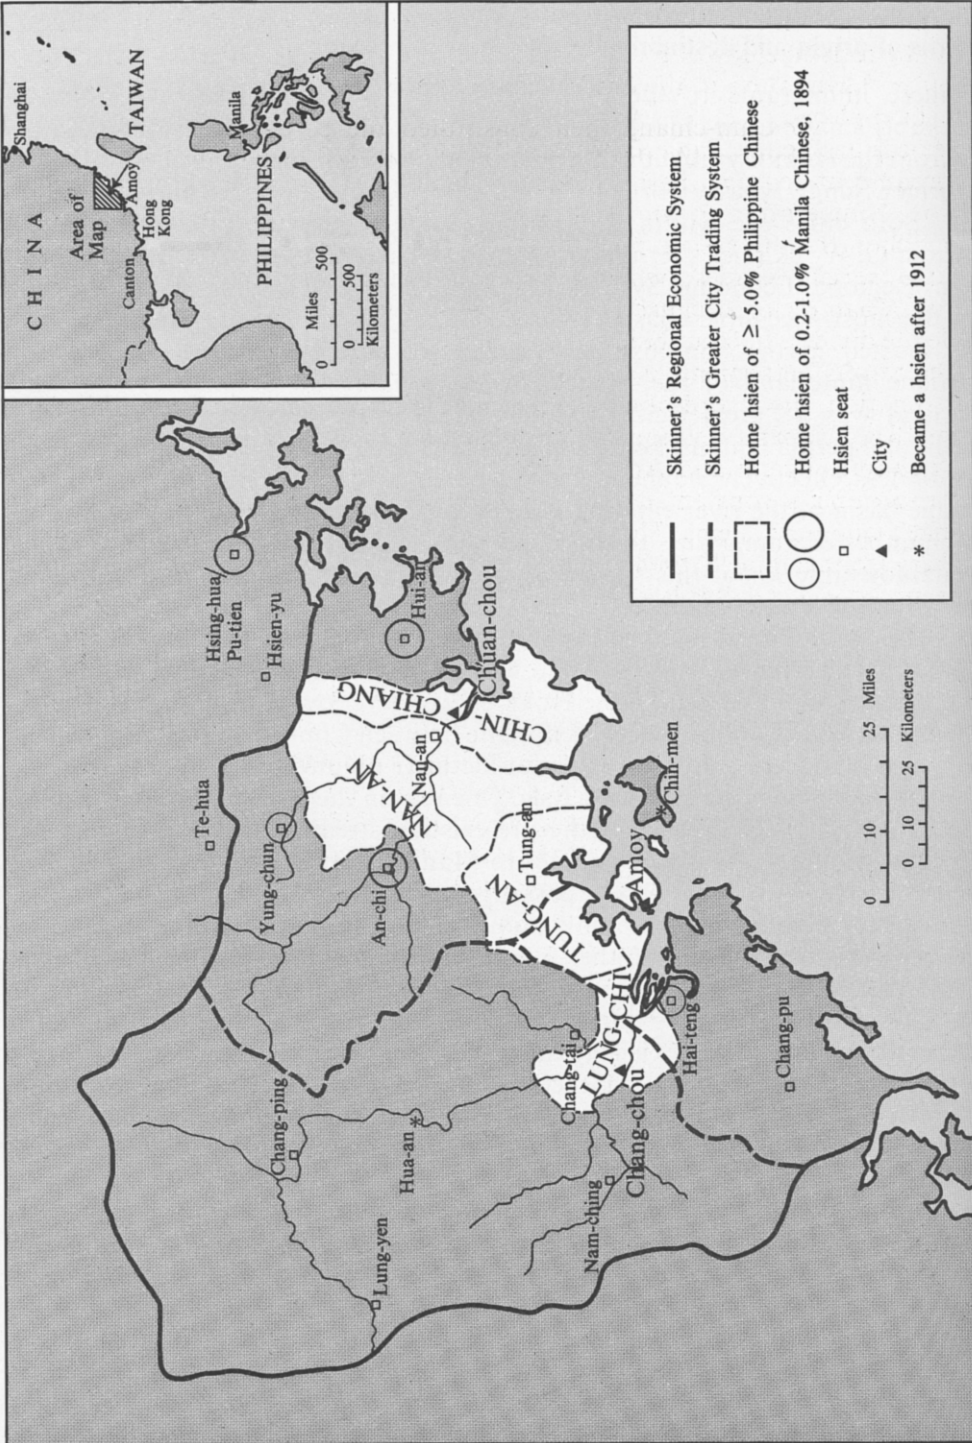 CHINA
Shanghai
Area of
Map
TAIWAN
Amoy
Hong
Kong
Canton
Manila
PHILIPPINES
Miles
0
500
0
500
Kilometers
Hsing-hua/
Pu-tien
Hsien-yu
Te-hua
Yung-chun
An-chi
Hui-an
Chuan-chou
CHIN-
CHIANG
NAN-AN
Nan-an
TUNG-AN
Tung-an
Chin-men
Amoy
LUNG-CHI
Chang-tai
Chang-chou
Hai-teng
Chang-pu
Chang-ping
Hua-an
Lung-yen
Nam-ching
0
10
25
Miles
0
10
25
Kilometers
Skinner's Regional Economic System
Skinner's Greater City Trading System
Home hsien of ≥ 5.0% Philippine Chinese
Home hsien of 0.2-1.0% Manila Chinese, 1894
Hsien seat
City
* Became a hsien after 1912